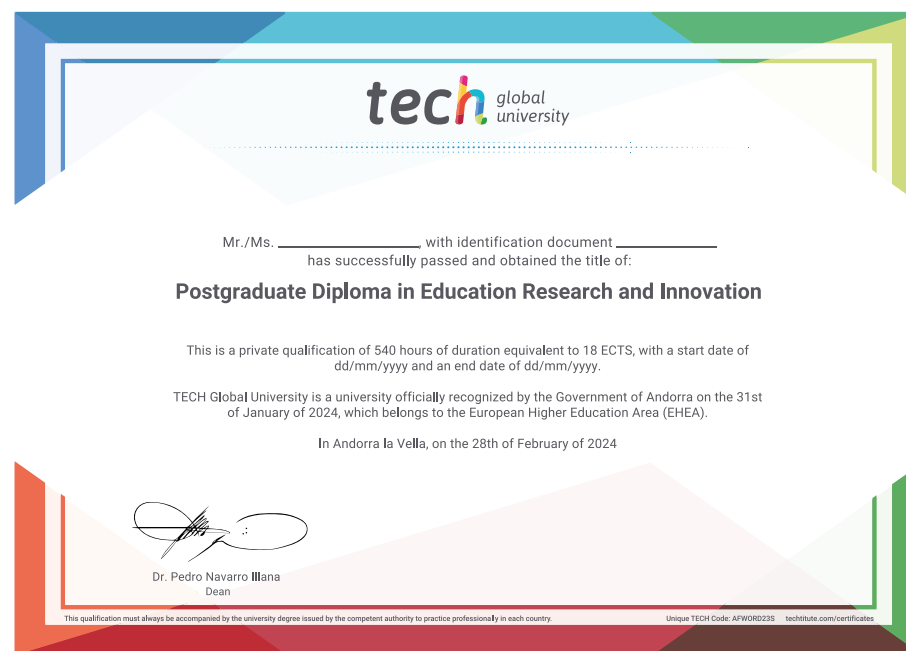 tech global
university
Mr./Ms. ____________________, with identification document ______________
has successfully passed and obtained the title of:
Postgraduate Diploma in Education Research and Innovation
This is a private qualification of 540 hours of duration equivalent to 18 ECTS, with a start date of
dd/mm/yyyy and an end date of dd/mm/yyyy.
TECH Global University is a university officially recognized by the Government of Andorra on the 31st
of January of 2024, which belongs to the European Higher Education Area (EHEA).
In Andorra la Vella, on the 28th of February of 2024
Dr. Pedro Navarro Illana
Dean
This qualification must always be accompanied by the university degree issued by the competent authority to practice professionally in each country.
Unique TECH Code: AFWORD23S techtitute.com/certificates